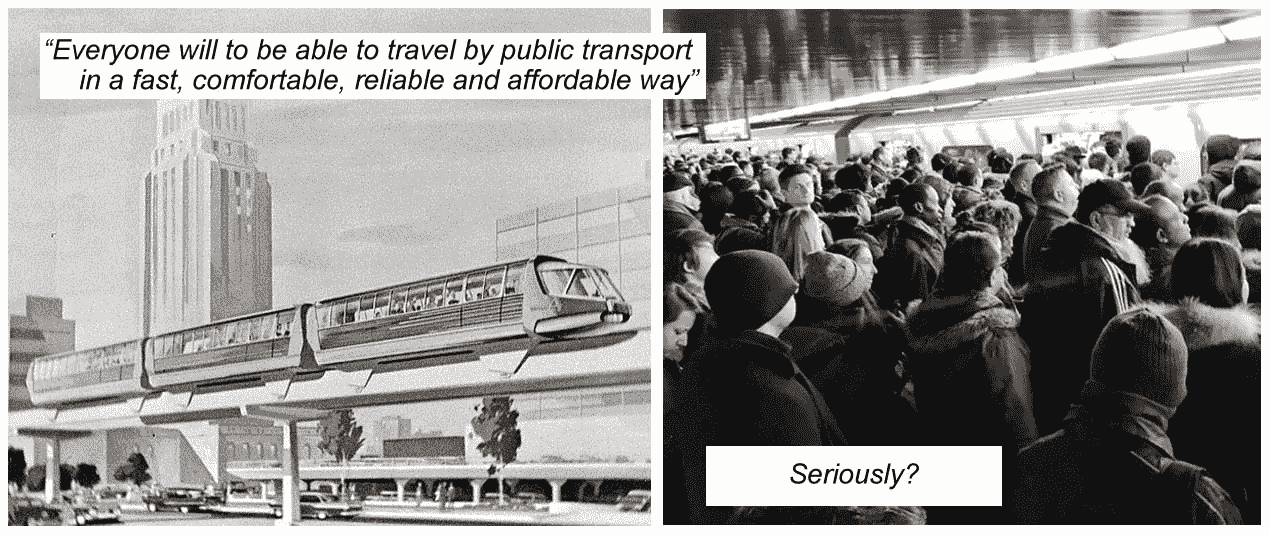 “Everyone will to be able to travel by public transport
in a fast, comfortable, reliable and affordable way”
Seriously?